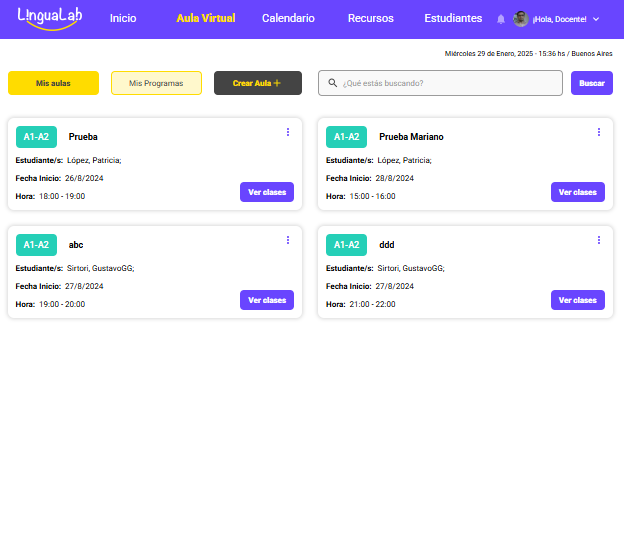 L!nguaLab Inicio Aula Virtual Calendario Recursos Estudiantes ¡Hola, Docente!
Miércoles 29 de Enero, 2025 - 15:36 hs / Buenos Aires
Mis aulas Mis Programas Crear Aula + ¿Qué estás buscando? Buscar
A1-A2 Prueba
Estudiante/s: López, Patricia;
Fecha Inicio: 26/8/2024
Hora: 18:00 - 19:00
Ver clases
A1-A2 Prueba Mariano
Estudiante/s: López, Patricia;
Fecha Inicio: 28/8/2024
Hora: 15:00 - 16:00
Ver clases
A1-A2 abc
Estudiante/s: Sirtori, GustavoGG;
Fecha Inicio: 27/8/2024
Hora: 19:00 - 20:00
Ver clases
A1-A2 ddd
Estudiante/s: Sirtori, GustavoGG;
Fecha Inicio: 27/8/2024
Hora: 21:00 - 22:00
Ver clases